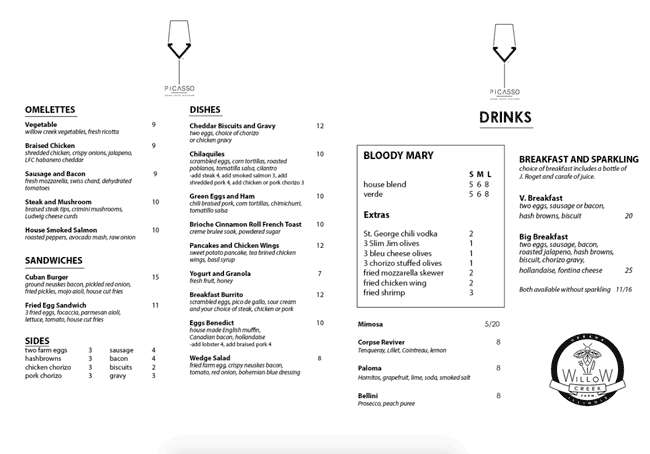 PICASSO
OMELETTES
Vegetable 9
willow creek vegetables, fresh ricotta
Braised Chicken 9
shredded chicken, crispy onions, jalapeno,
LFC habanero cheddar
Sausage and Bacon 9
fresh mozzarella, swiss chard, dehydrated
tomatoes
Steak and Mushroom 10
braised steak tips, crimini mushrooms,
Ludwig cheese curds
House Smoked Salmon 10
roasted peppers, avocado mash, raw onion
SANDWICHES
Cuban Burger 15
ground neuskes bacon, pickled red onion,
fried pickles, mojo aioli, house cut fries
Fried Egg Sandwich 11
3 fried eggs, focaccia, parmesan aioli,
lettuce, tomato, house cut fries
SIDES
two farm eggs 3 sausage 4
hashbrowns 3 bacon 4
chicken chorizo 3 biscuits 2
pork chorizo 3 gravy 3
DISHES
Cheddar Biscuits and Gravy 12
two eggs, choice of chorizo
or chicken gravy
Chilaquiles 10
scrambled eggs, corn tortillas, roasted
poblanos, tomatillo salsa, cilantro
-add steak 4, add smoked salmon 3, add
shredded pork 4, add chicken or pork chorizo 3
Green Eggs and Ham 10
chili braised pork, corn tortillas, chimichurri,
tomatillo salsa
Brioche Cinnamon Roll French Toast 10
creme brulee soak, powdered sugar
Pancakes and Chicken Wings 12
sweet potato pancake, tea brined chicken
wings, basil syrup
Yogurt and Granola 7
fresh fruit, honey
Breakfast Burrito 12
scrambled eggs, pico de gallo, sour cream
and your choice of steak, chicken or pork
Eggs Benedict 10
house made English muffin,
Canadian bacon, hollandaise
-add lobster 4, add braised pork 4
Wedge Salad 8
fried farm egg, crispy neuskes bacon,
tomato, red onion, bohemian blue dressing
PICASSO
DRINKS
BLOODY MARY
S M L
house blend 5 6 8
verde 5 6 8
Extras
St. George chili vodka 2
3 Slim Jim olives 1
3 bleu cheese olives 1
3 chorizo stuffed olives 1
fried mozzarella skewer 2
fried chicken wing 2
fried shrimp 3
Mimosa 5/20
Corpse Reviver 8
Tenqueray, Lillet, Cointreau, lemon
Paloma 8
Hornitos, grapefruit, lime, soda, smoked salt
Bellini 8
Prosecco, peach puree
BREAKFAST AND SPARKLING
choice of breakfast includes a bottle of
J. Roget and carafe of juice.
V. Breakfast
two eggs, sausage or bacon,
hash browns, biscuit 20
Big Breakfast
two eggs, sausage, bacon,
roasted jalapeno, hash browns,
biscuit, chorizo gravy,
hollandaise, fontina cheese 25
Both available without sparkling 11/16
WILLOW
CREEK
FARM
ILLINOIS